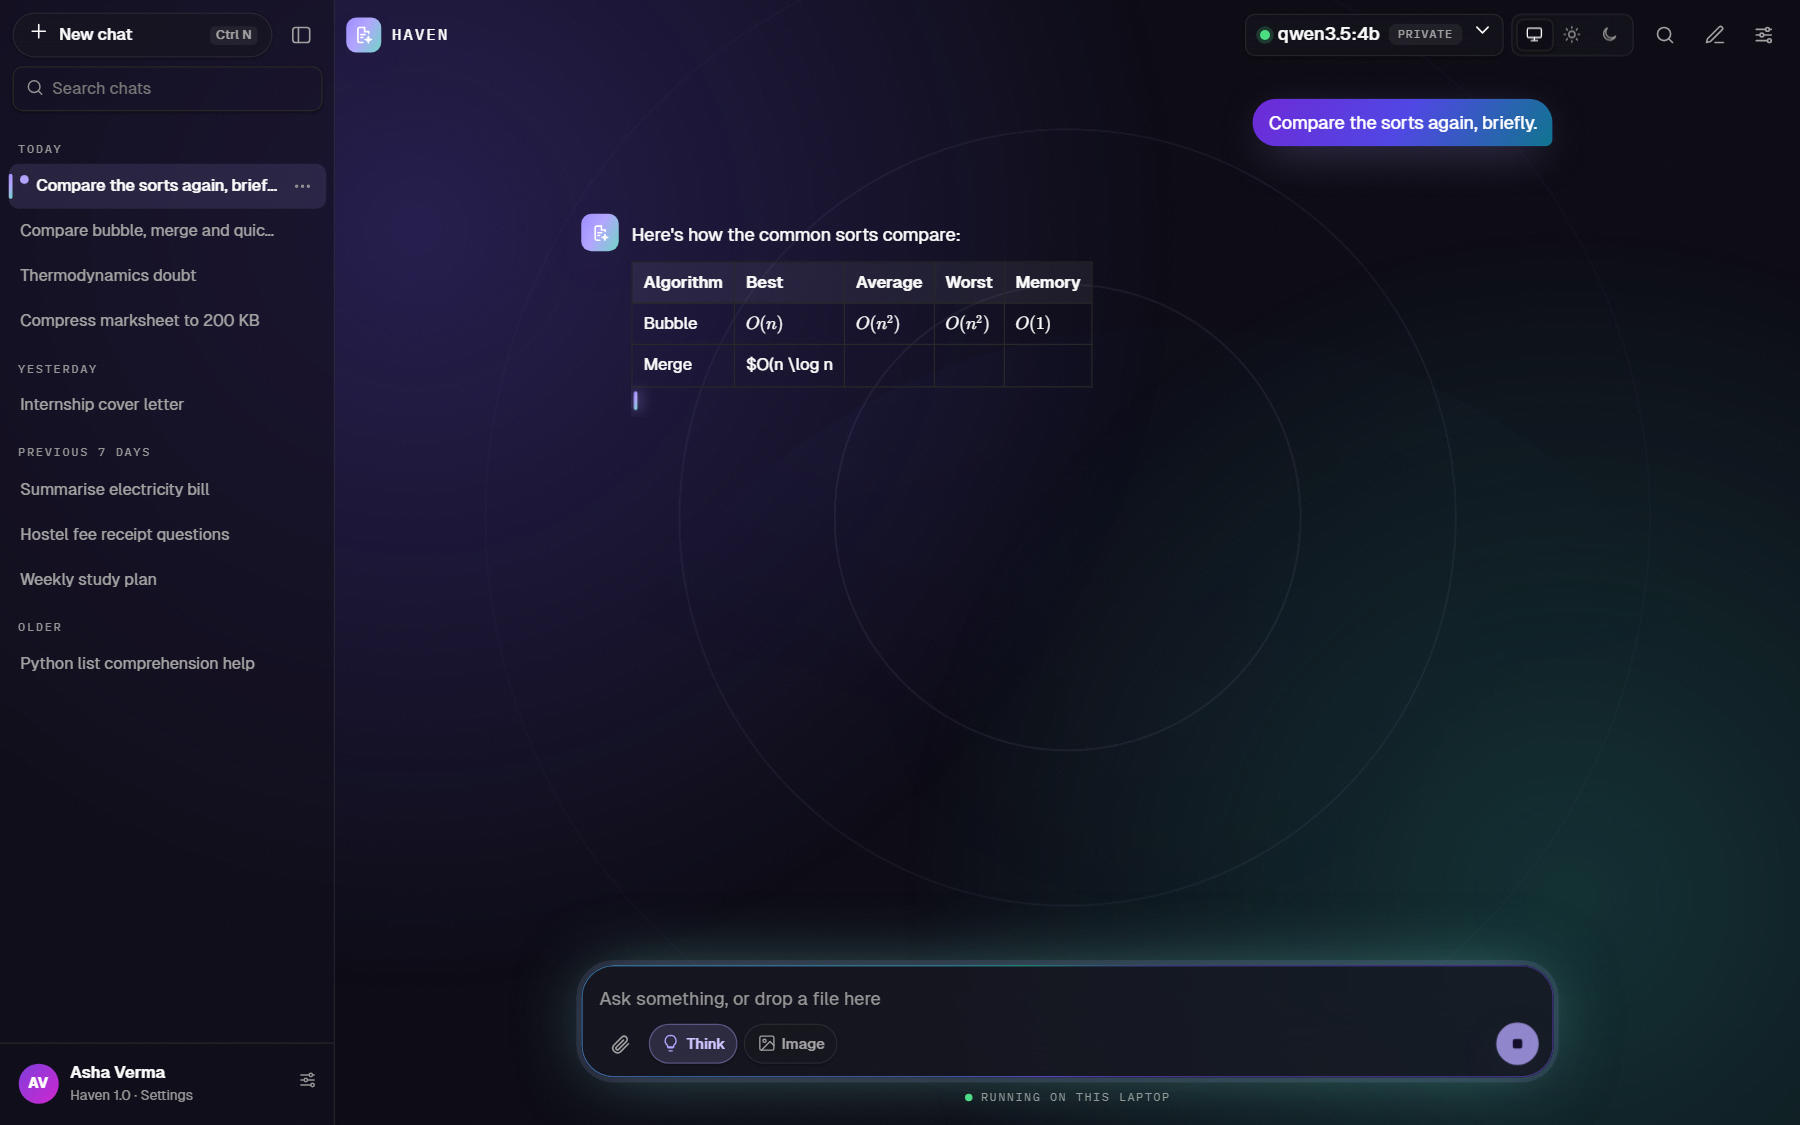 New chat Ctrl N
Search chats
TODAY
Compare the sorts again, brief...
Compare bubble, merge and quic...
Thermodynamics doubt
Compress marksheet to 200 KB
YESTERDAY
Internship cover letter
PREVIOUS 7 DAYS
Summarise electricity bill
Hostel fee receipt questions
Weekly study plan
OLDER
Python list comprehension help
AV Asha Verma
Haven 1.0 · Settings
HAVEN
qwen3.5:4b PRIVATE
Compare the sorts again, briefly.
Here's how the common sorts compare:
Algorithm Best Average Worst Memory
Bubble O(n) O(n²) O(n²) O(1)
Merge $O(n \log n
Ask something, or drop a file here
Think Image
RUNNING ON THIS LAPTOP